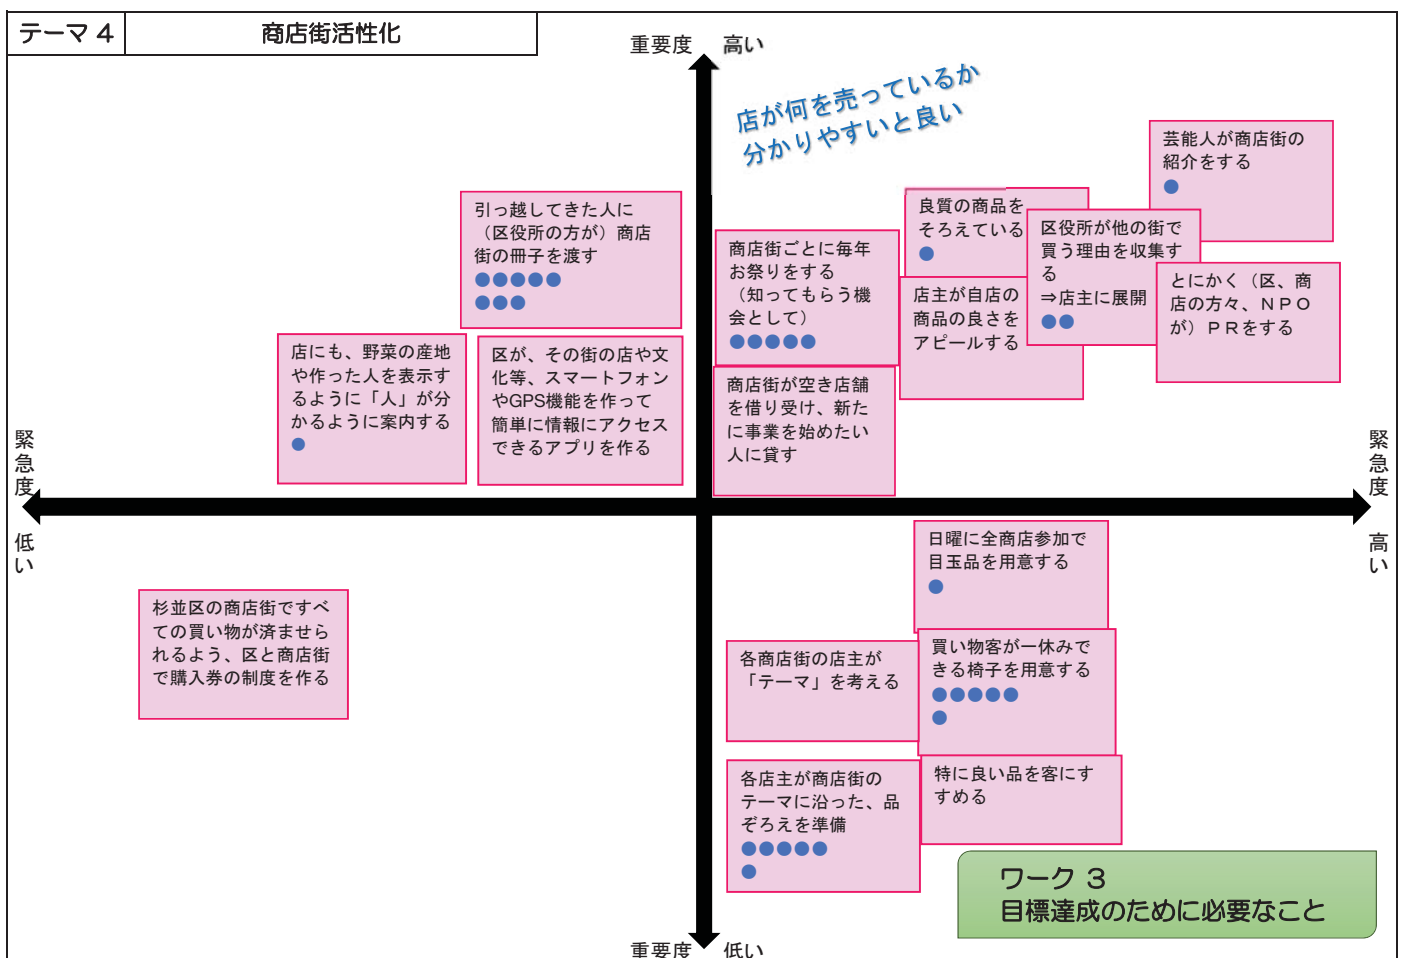 テーマ 4
商店街活性化
重要度 高い
店が何を売っているか
分かりやすいと良い
芸能人が商店街の
紹介をする
引っ越してきた人に
（区役所の方が）商店
街の冊子を渡す
商店街ごとに毎年
お祭りをする
（知ってもらう機
会として）
良質の商品を
そろえている
区役所が他の街で
買う理由を収集す
る
⇒店主に展開
とにかく（区、商
店の方々、ＮＰＯ
が）ＰＲをする
店主が自店の
商品の良さを
アピールする
店にも、野菜の産地
や作った人を表示す
るように「人」が分
かるように案内する
区が、その街の店や文
化等、スマートフォン
やGPS機能を作って
簡単に情報にアクセス
できるアプリを作る
商店街が空き店舗
を借り受け、新た
に事業を始めたい
人に貸す
緊急度
低い
緊急度
高い
日曜に全商店参加で
目玉品を用意する
杉並区の商店街ですべ
ての買い物が済ませら
れるよう、区と商店街
で購入券の制度を作る
各商店街の店主が
「テーマ」を考える
買い物客が一休みで
きる椅子を用意する
各店主が商店街の
テーマに沿った、品
ぞろえを準備
特に良い品を客にす
すめる
ワーク 3
目標達成のために必要なこと
重要度 低い